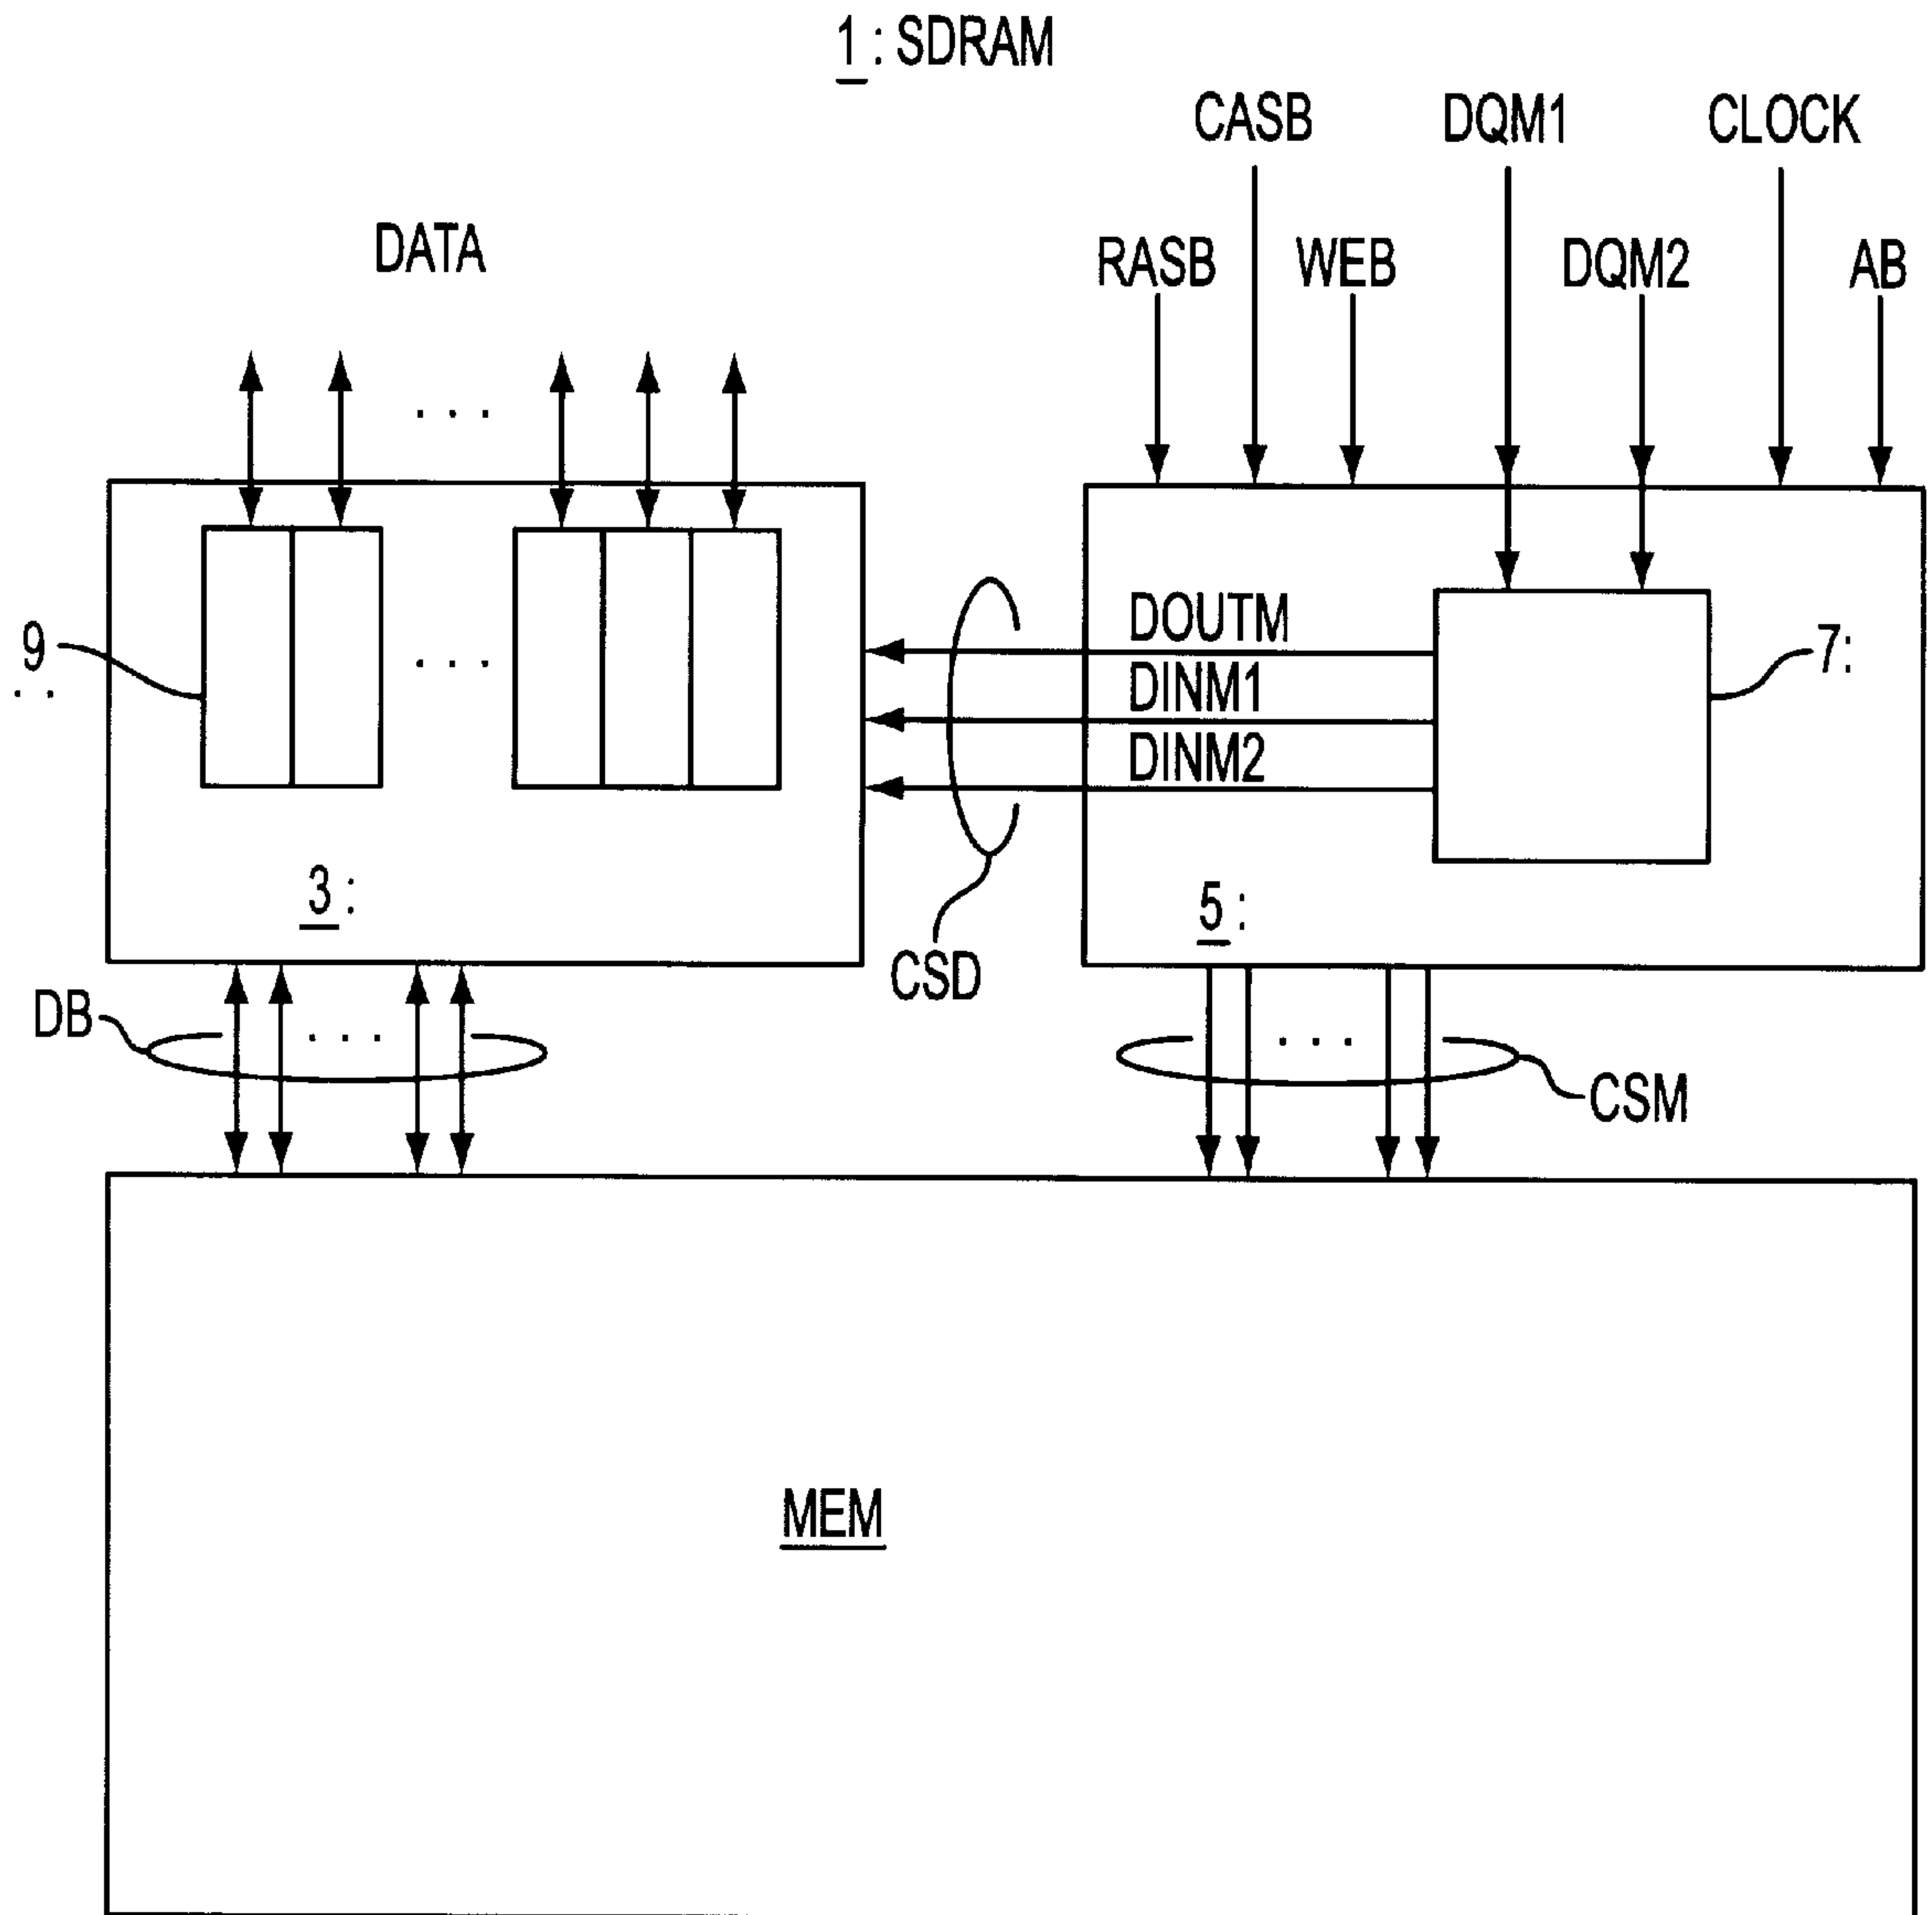 1: SDRAM
CASB DQM1 CLOCK
DATA
RASB WEB DQM2 AB
. . .
DOUTM
9
7:
. . .
DINM1
DINM2
3:
5:
CSD
DB
. . .
. . .
CSM
MEM